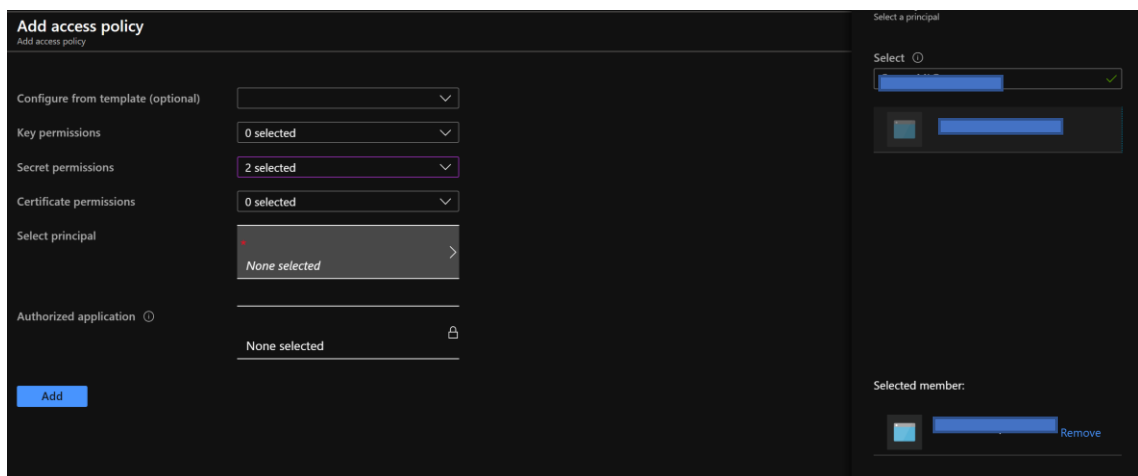 Add access policy
Add access policy
Configure from template (optional)
Key permissions
0 selected
Secret permissions
2 selected
Certificate permissions
0 selected
Select principal
*
None selected
Authorized application
None selected
Add
Select a principal
Select
Selected member:
Remove